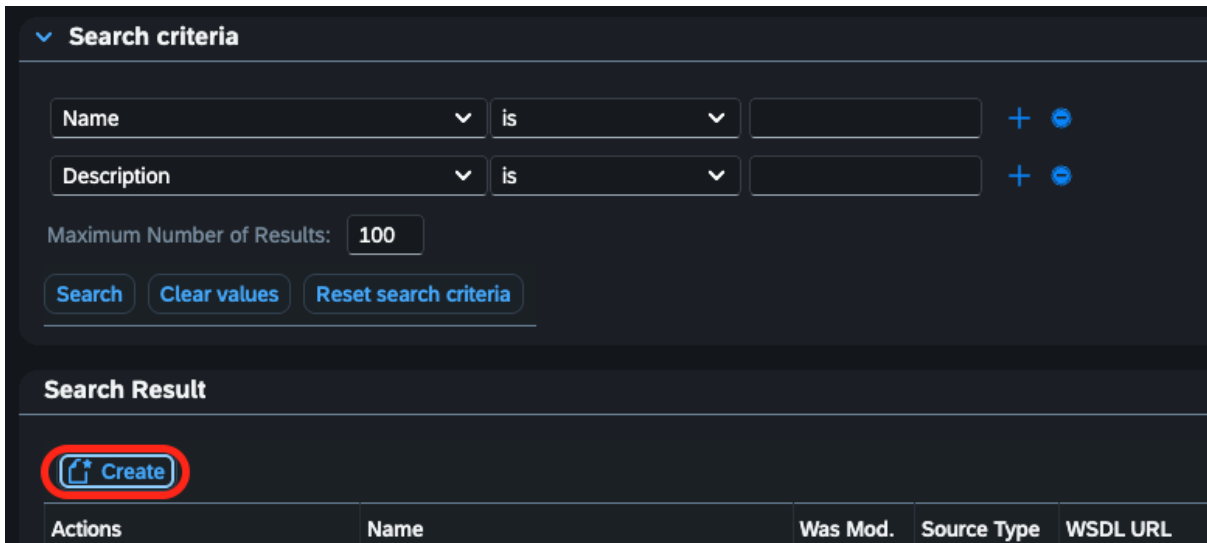 Search criteria
Name is
Description is
Maximum Number of Results: 100
Search Clear values Reset search criteria
Search Result
Create
Actions Name Was Mod. Source Type WSDL URL